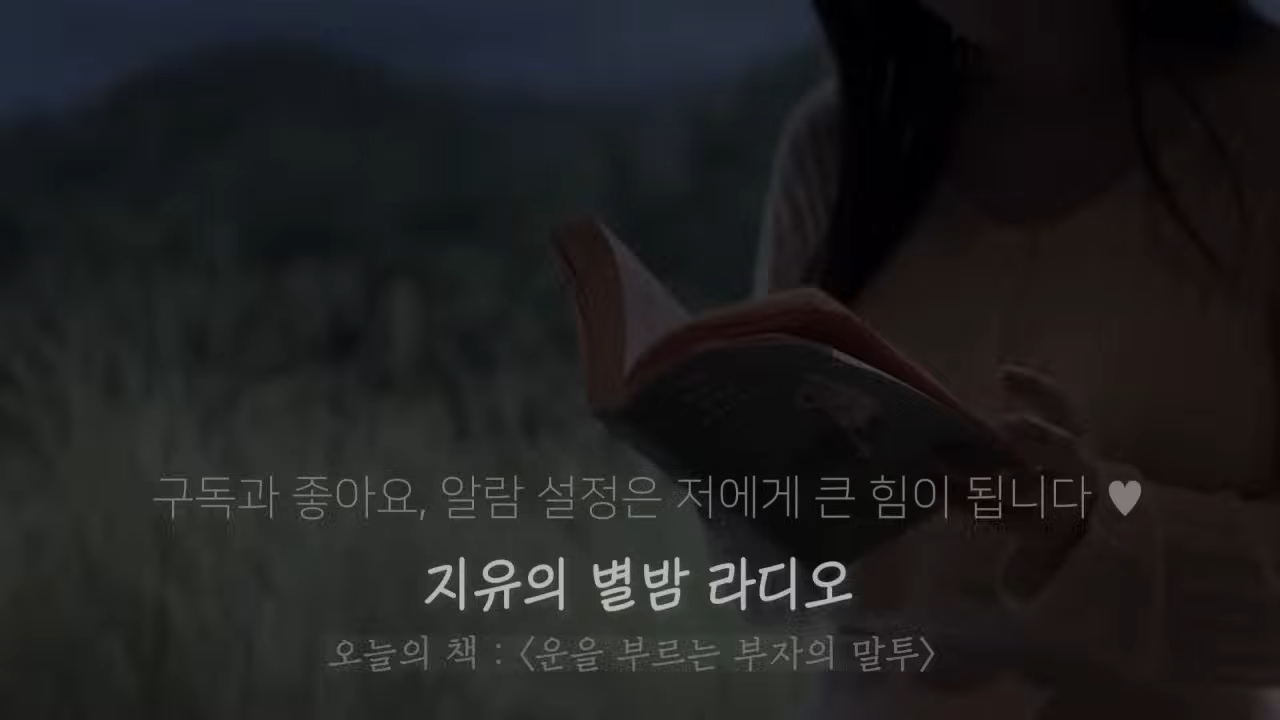 구독과 좋아요, 알람 설정은 저에게 큰 힘이 됩니다 ♥
지유의 별밤 라디오
오늘의 책 : 〈운을 부르는 부자의 말투〉